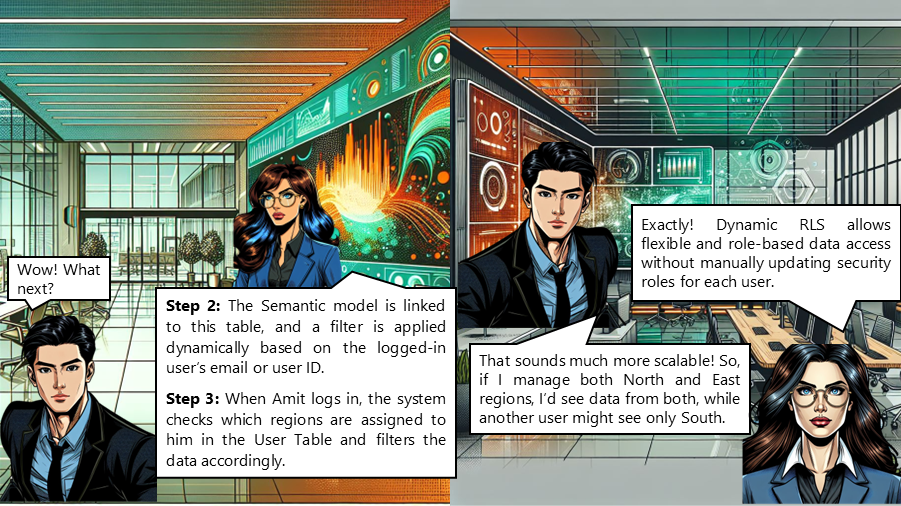 Wow! What
next?
Step 2: The Semantic model is linked
to this table, and a filter is applied
dynamically based on the logged-in
user’s email or user ID.
Step 3: When Amit logs in, the system
checks which regions are assigned to
him in the User Table and filters the
data accordingly.
That sounds much more scalable! So,
if I manage both North and East
regions, I’d see data from both, while
another user might see only South.
Exactly! Dynamic RLS allows
flexible and role-based data access
without manually updating security
roles for each user.